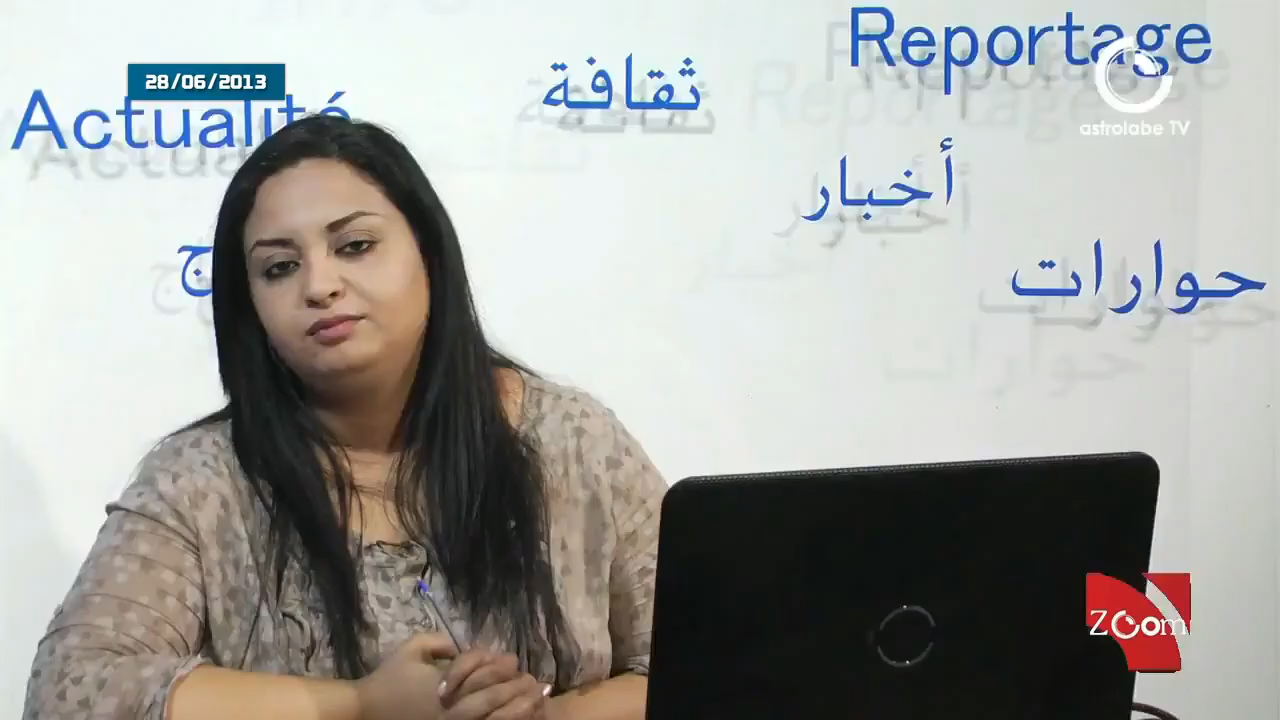 Reportage
28/06/2013
Actualité
ثقافة
astrolabe TV
أخبار
حوارات
ج
Zoom